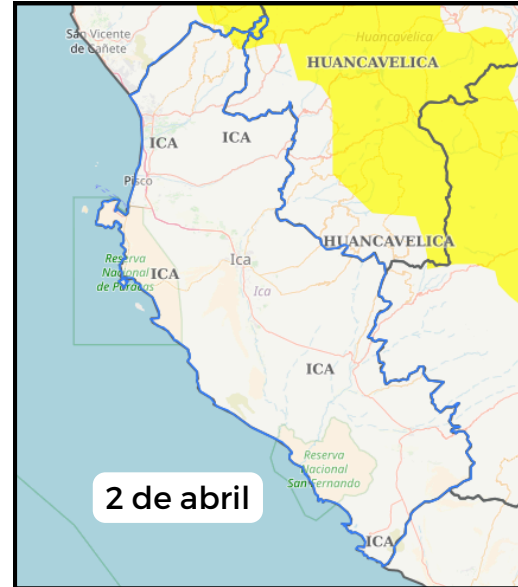 San Vicente
de Cañete
Huancavelica
HUANCAVELICA
ICA
ICA
Pisco
HUANCAVELICA
Reserva
Nacional
de Paracas
ICA
Ica
Ica
ICA
Reserva
Nacional
San Fernando
2 de abril
ICA